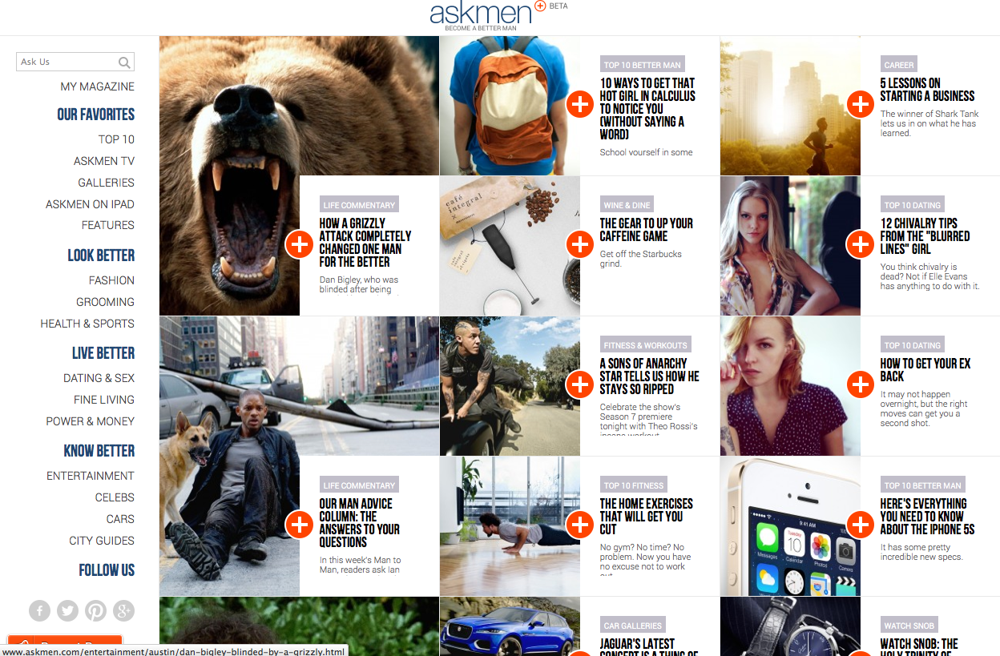 askmen
BETA
BECOME A BETTER MAN
Ask Us
MY MAGAZINE
OUR FAVORITES
TOP 10
ASKMEN TV
GALLERIES
ASKMEN ON IPAD
FEATURES
LOOK BETTER
FASHION
GROOMING
HEALTH & SPORTS
LIVE BETTER
DATING & SEX
FINE LIVING
POWER & MONEY
KNOW BETTER
ENTERTAINMENT
CELEBS
CARS
CITY GUIDES
FOLLOW US
www.askmen.com/entertainment/austin/dan-bigley-blinded-by-a-grizzly.html
LIFE COMMENTARY
HOW A GRIZZLY
ATTACK COMPLETELY
CHANGED ONE MAN
FOR THE BETTER
Dan Bigley, who was
blinded after being
TOP 10 BETTER MAN
10 WAYS TO GET THAT
HOT GIRL IN CALCULUS
TO NOTICE YOU
(WITHOUT SAYING A
WORD)
School yourself in some
CAREER
5 LESSONS ON
STARTING A BUSINESS
The winner of Shark Tank
lets us in on what he has
learned.
café
integral
WINE & DINE
THE GEAR TO UP YOUR
CAFFEINE GAME
Get off the Starbucks
grind.
TOP 10 DATING
12 CHIVALRY TIPS
FROM THE "BLURRED
LINES" GIRL
You think chivalry is
dead? Not if Elle Evans
has anything to do with it.
LIFE COMMENTARY
OUR MAN ADVICE
COLUMN: THE
ANSWERS TO YOUR
QUESTIONS
In this week's Man to
Man, readers ask Ian
FITNESS & WORKOUTS
A SONS OF ANARCHY
STAR TELLS US HOW HE
STAYS SO RIPPED
Celebrate the show's
Season 7 premiere
tonight with Theo Rossi's
insane workout
TOP 10 DATING
HOW TO GET YOUR EX
BACK
It may not happen
overnight, but the right
moves can get you a
second shot.
TOP 10 FITNESS
THE HOME EXERCISES
THAT WILL GET YOU
CUT
No gym? No time? No
problem. Now you have
no excuse not to work
out
9:41 AM
Tuesday
10
Messages
Calendar
Photos
Camera
TOP 10 BETTER MAN
HERE'S EVERYTHING
YOU NEED TO KNOW
ABOUT THE IPHONE 5S
It has some pretty
incredible new specs.
CAR GALLERIES
JAGUAR'S LATEST
CONCEPT IS A THING OF
WATCH SNOB
WATCH SNOB: THE
HOLY TRINITY OF